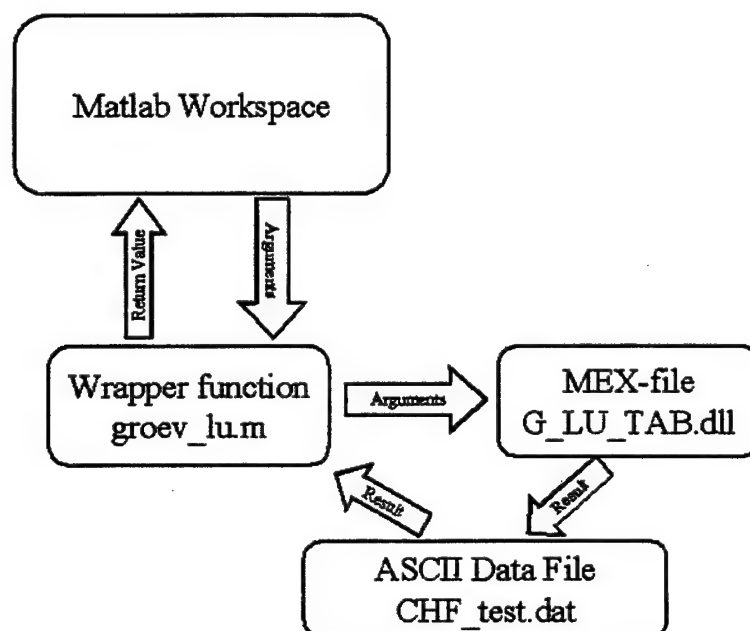 Matlab Workspace
Return Value
Arguments
Wrapper function
groev_lu.m
Arguments
MEX-file
G_LU_TAB.dll
Result
Result
ASCII Data File
CHF_test.dat